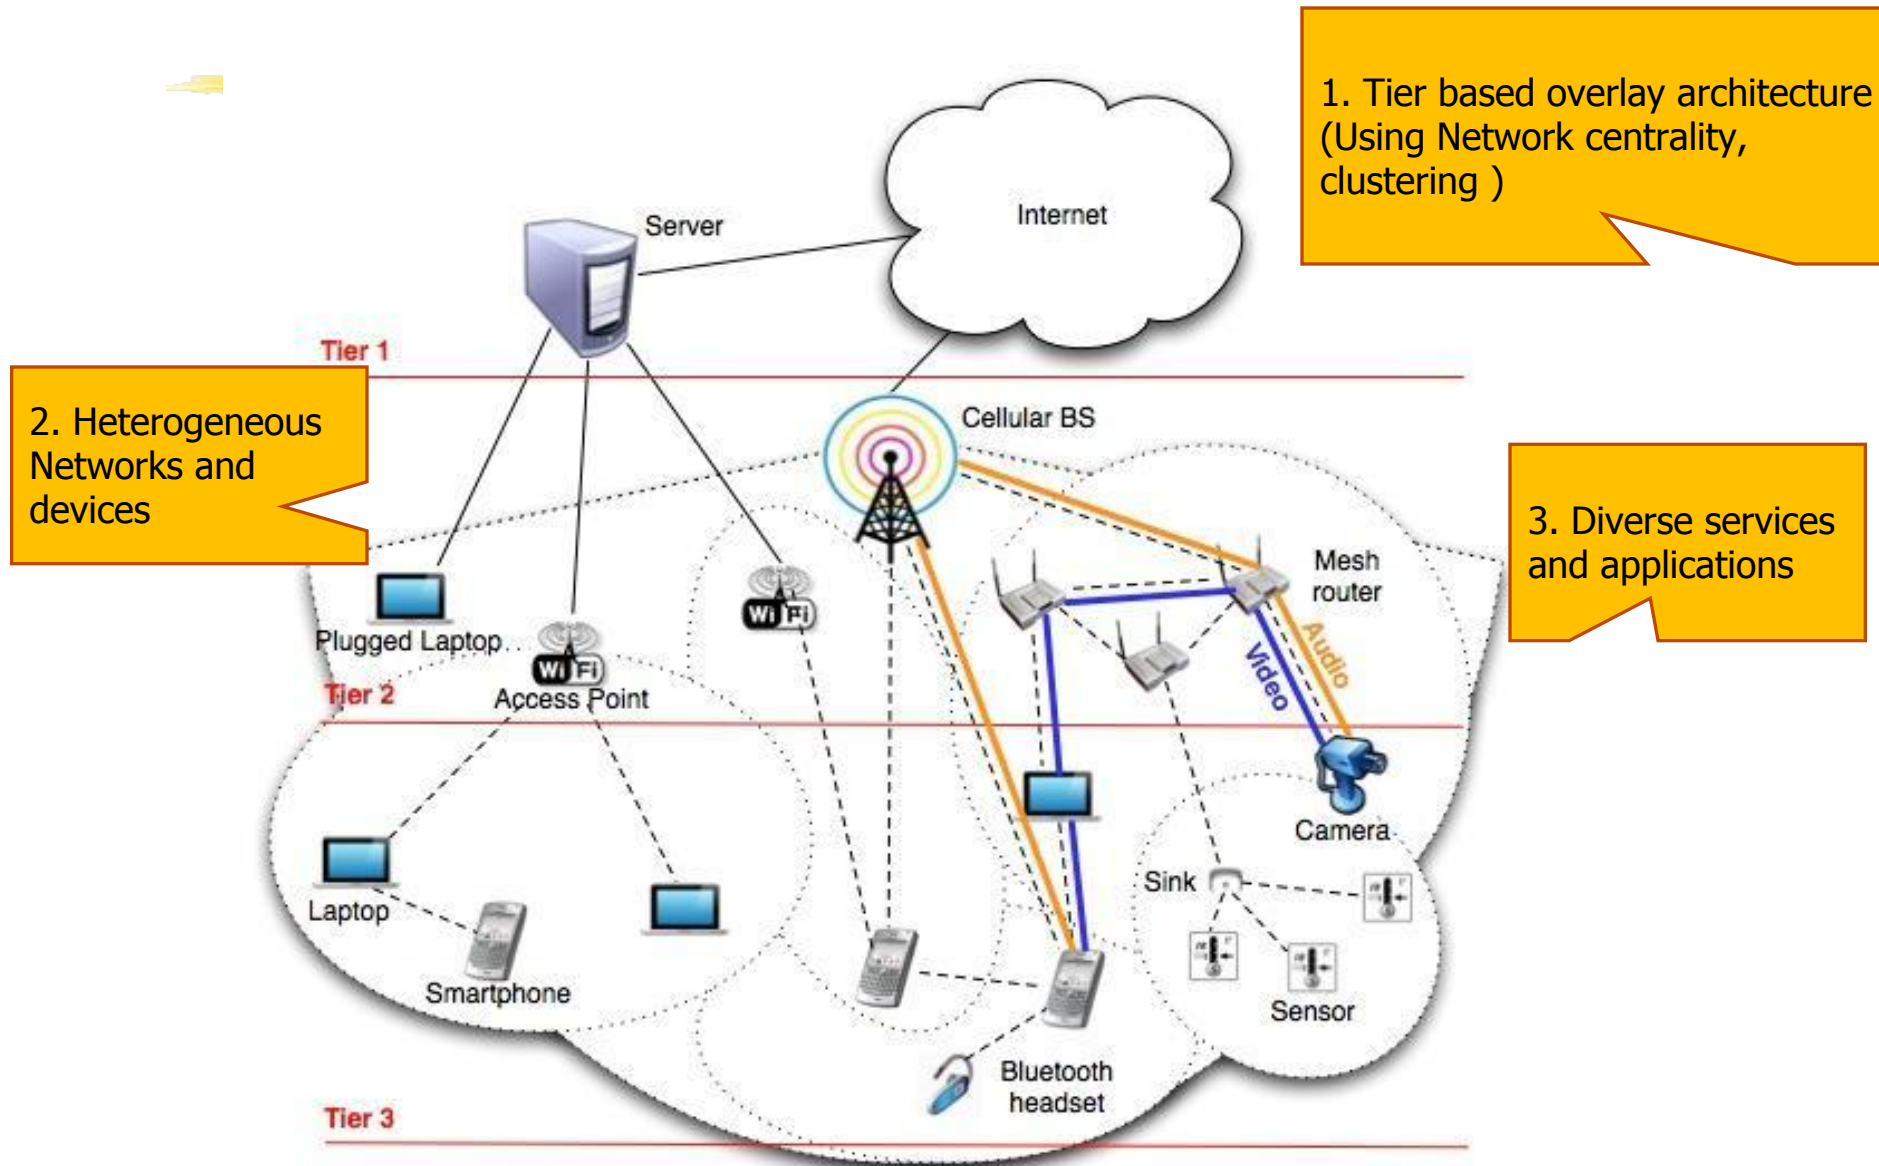 1. Tier based overlay architecture
(Using Network centrality,
clustering )
Internet
Server
Tier 1
2. Heterogeneous
Networks and
devices
Cellular BS
3. Diverse services
and applications
Mesh
router
Wi Fi
Plugged Laptop
Wi Fi
Access Point
Audio
Video
Tier 2
Camera
Sink
Laptop
Smartphone
Sensor
Bluetooth
headset
Tier 3